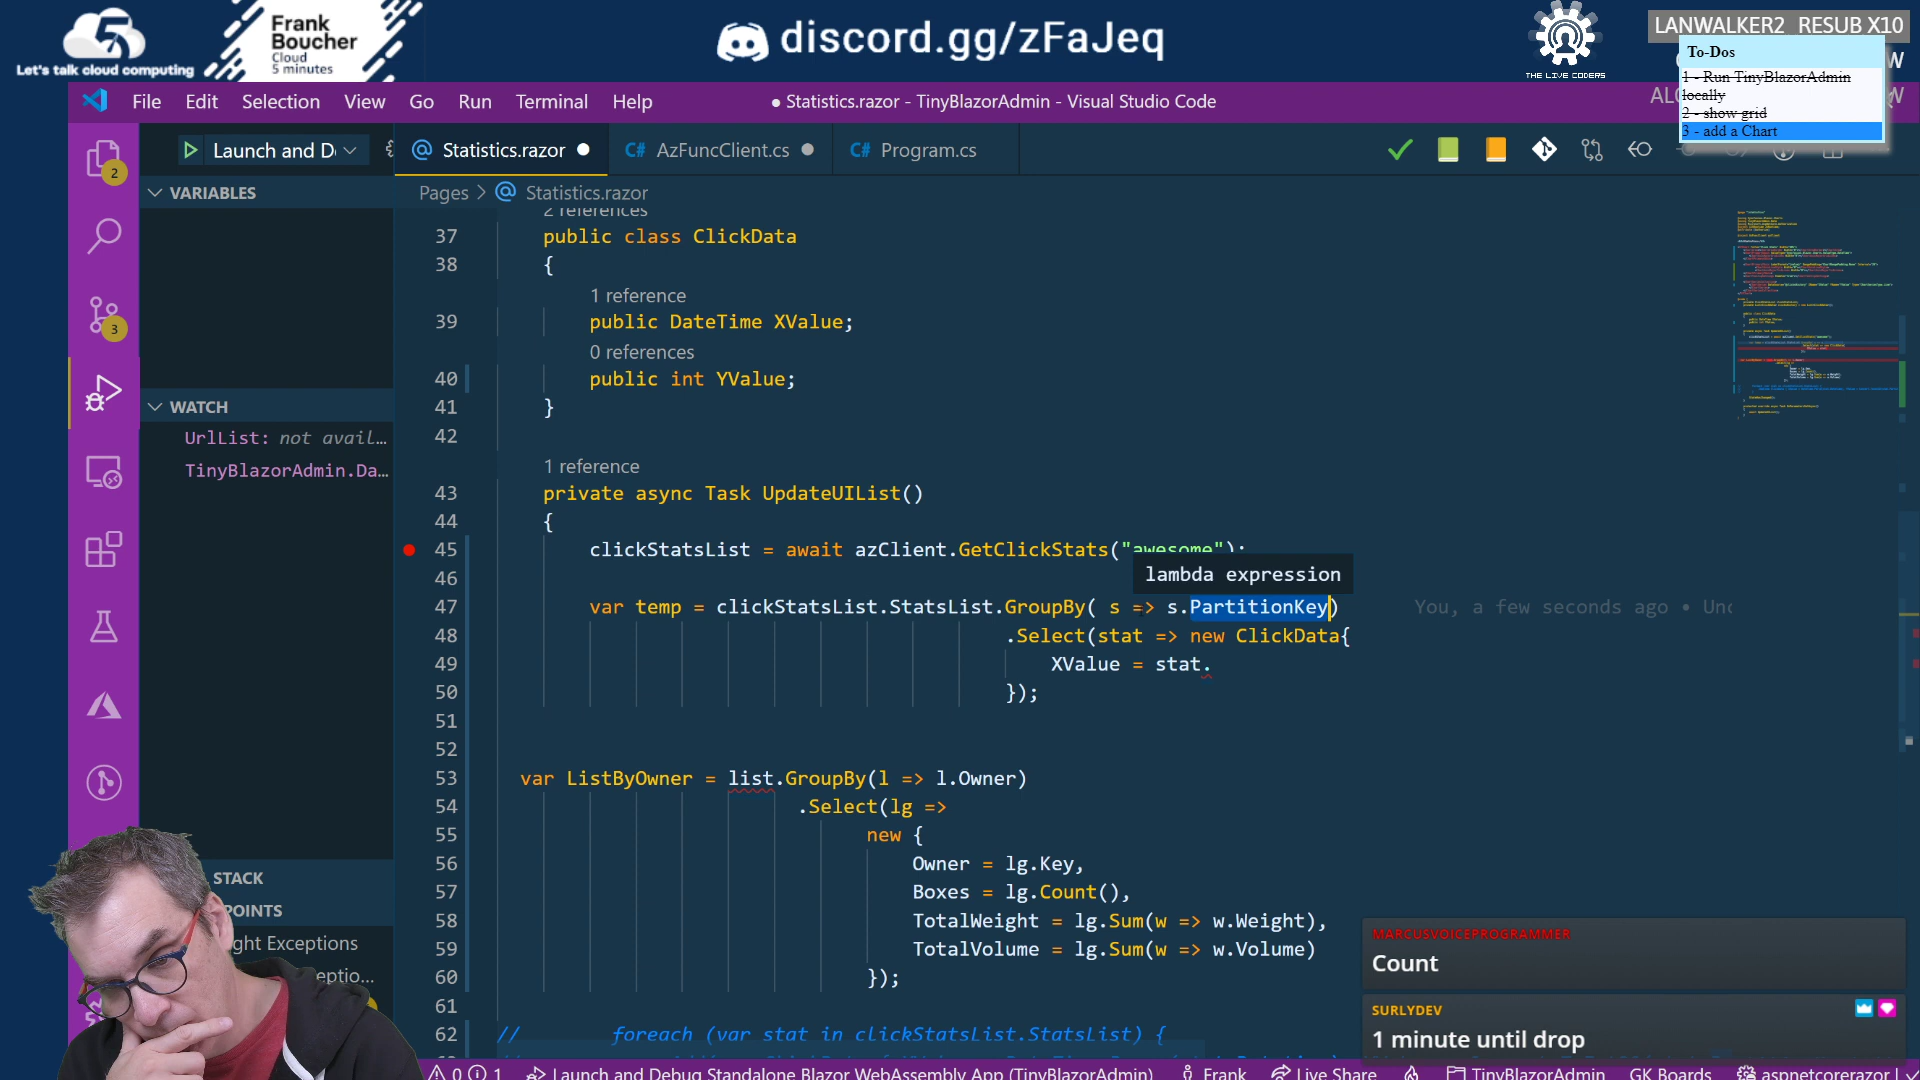 Let's talk cloud computing
Frank
Boucher
Cloud
5 minutes
discord.gg/zFaJeq
THE LIVE CODERS
LANWALKER2 RESUB X10
To-Dos
1 - Run TinyBlazorAdmin
locally
2 - show grid
3 - add a Chart
File Edit Selection View Go Run Terminal Help
● Statistics.razor - TinyBlazorAdmin - Visual Studio Code
Launch and D
Statistics.razor
C# AzFuncClient.cs
C# Program.cs
VARIABLES
Pages > Statistics.razor
2 references
37 public class ClickData
38 {
1 reference
39 public DateTime XValue;
0 references
40 public int YValue;
41 }
42
1 reference
43 private async Task UpdateUIList()
44 {
45 clickStatsList = await azClient.GetClickStats("awesome");
46
lambda expression
47 var temp = clickStatsList.StatsList.GroupBy( s => s.PartitionKey)
You, a few seconds ago • Unc
48 .Select(stat => new ClickData{
49 XValue = stat.
50 });
51
52
53 var ListByOwner = list.GroupBy(l => l.Owner)
54 .Select(lg =>
55 new {
56 Owner = lg.Key,
57 Boxes = lg.Count(),
58 TotalWeight = lg.Sum(w => w.Weight),
59 TotalVolume = lg.Sum(w => w.Volume)
60 });
61
62 // foreach (var stat in clickStatsList.StatsList) {
2
3
WATCH
UrlList: not avail…
TinyBlazorAdmin.Da…
STACK
POINTS
ght Exceptions
eptio…
MARCUSVOICEPROGRAMMER
Count
SURLYDEV
1 minute until drop
0 1 Launch and Debug Standalone Blazor WebAssembly App (TinyBlazorAdmin) Frank Live Share TinyBlazorAdmin GK Boards aspnetcorerazor